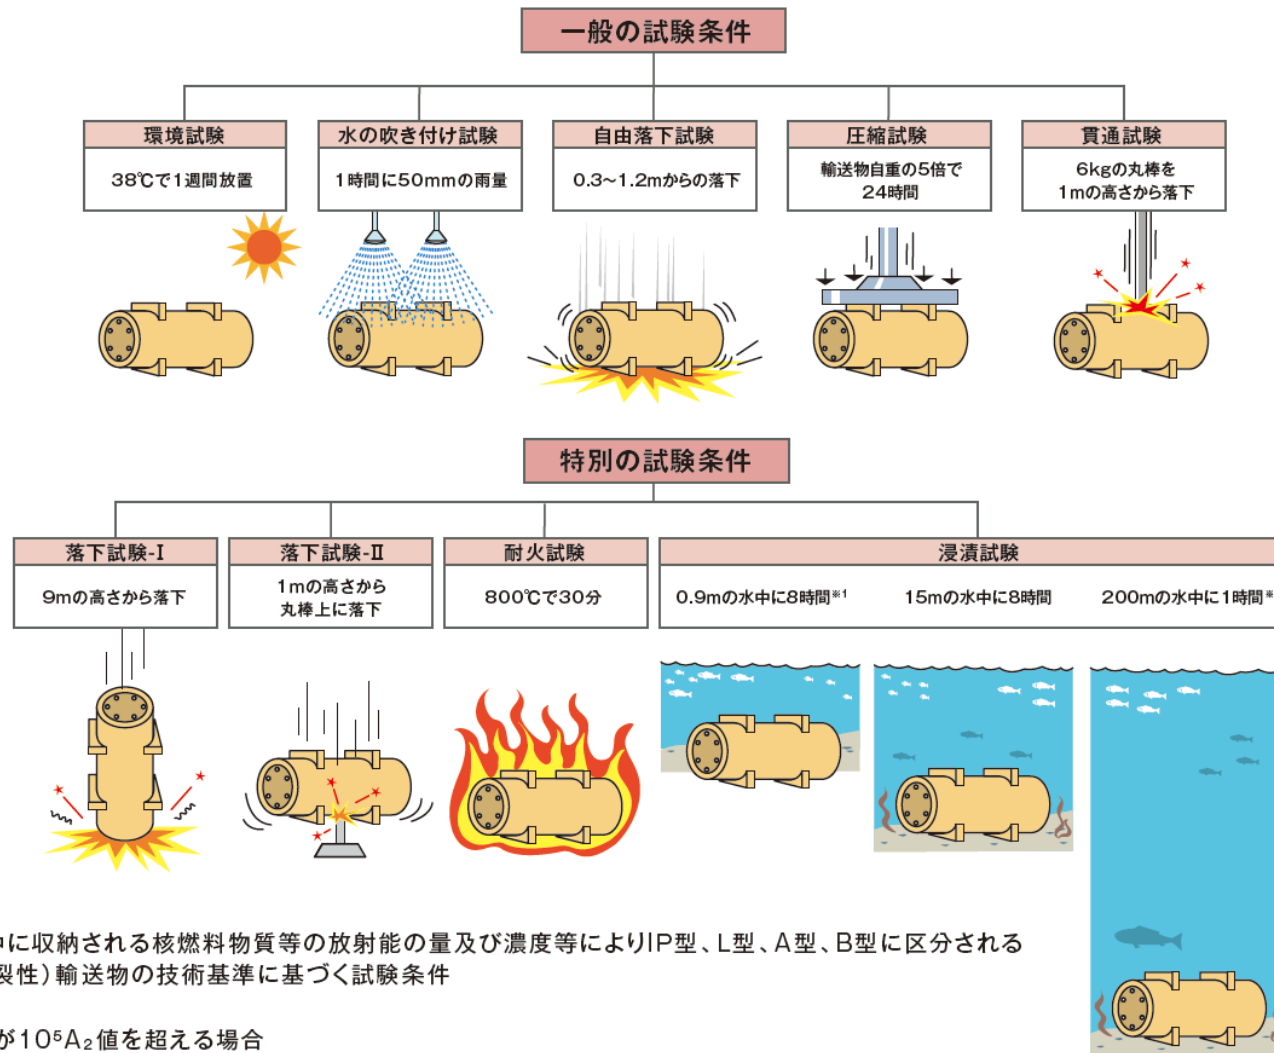 一般の試験条件
環境試験
38℃で1週間放置
水の吹き付け試験
1時間に50mmの雨量
自由落下試験
0.3〜1.2mからの落下
圧縮試験
輸送物自重の5倍で
24時間
貫通試験
6kgの丸棒を
1mの高さから落下
特別の試験条件
落下試験-Ⅰ
9mの高さから落下
落下試験-Ⅱ
1mの高さから
丸棒上に落下
耐火試験
800℃で30分
浸漬試験
0.9mの水中に8時間※1
15mの水中に8時間
200mの水中に1時間※
に収納される核燃料物質等の放射能の量及び濃度等によりIP型、L型、A型、B型に区分される
裂性）輸送物の技術基準に基づく試験条件
が10⁵A₂値を超える場合